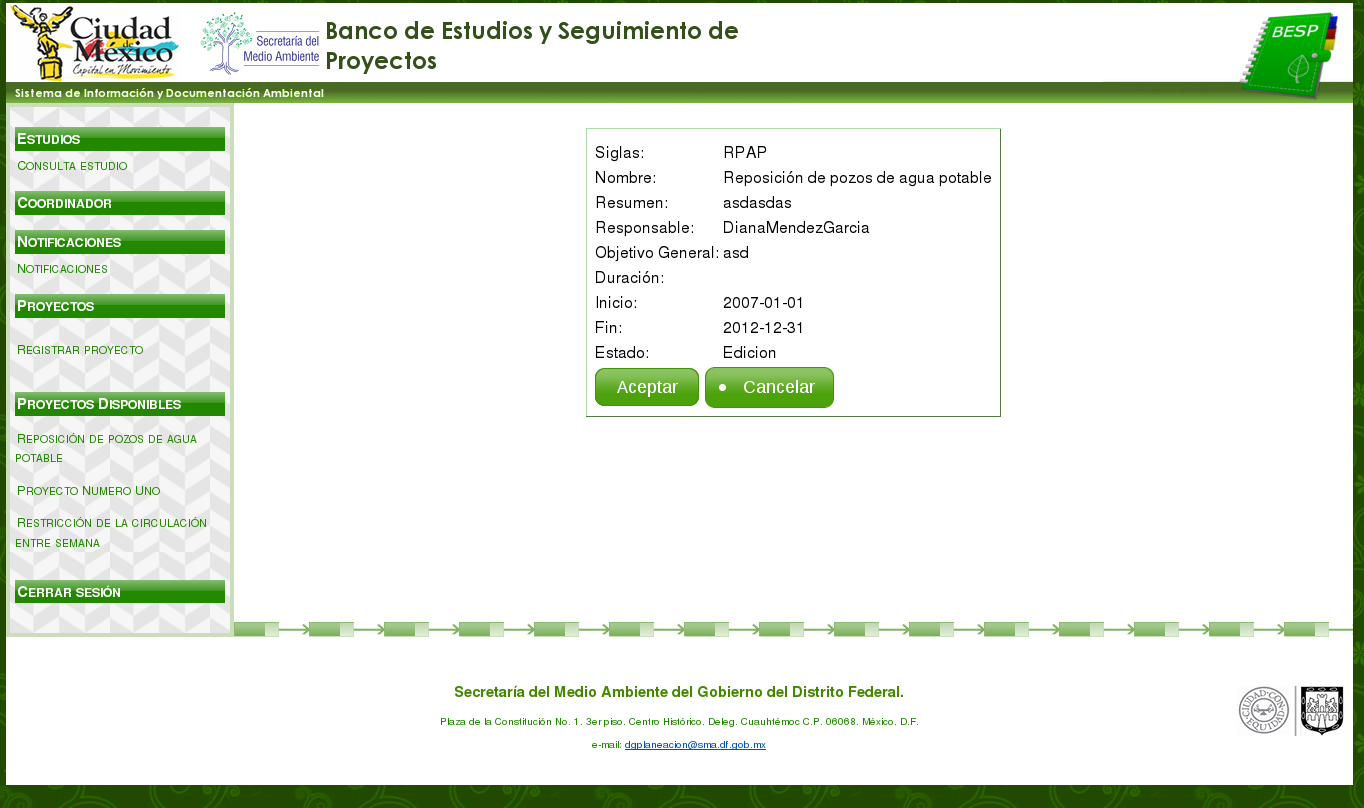 Ciudad
de
México
Capital en Movimiento
Secretaría del
Medio Ambiente
Banco de Estudios y Seguimiento de
Proyectos
BESP
Sistema de Información y Documentación Ambiental
ESTUDIOS
CONSULTA ESTUDIO
COORDINADOR
NOTIFICACIONES
NOTIFICACIONES
PROYECTOS
REGISTRAR PROYECTO
PROYECTOS DISPONIBLES
REPOSICIÓN DE POZOS DE AGUA
POTABLE
PROYECTO NUMERO UNO
RESTRICCIÓN DE LA CIRCULACIÓN
ENTRE SEMANA
CERRAR SESIÓN
Siglas: RPAP
Nombre: Reposición de pozos de agua potable
Resumen: asdasdas
Responsable: DianaMendezGarcia
Objetivo General: asd
Duración:
Inicio: 2007-01-01
Fin: 2012-12-31
Estado: Edicion
Aceptar • Cancelar
Secretaría del Medio Ambiente del Gobierno del Distrito Federal.
Plaza de la Constitución No. 1. 3er piso. Centro Histórico. Deleg. Cuauhtémoc C.P. 06068. México. D.F.
e-mail: dgplaneacion@sma.df.gob.mx
CIUDAD CON
EQUIDAD